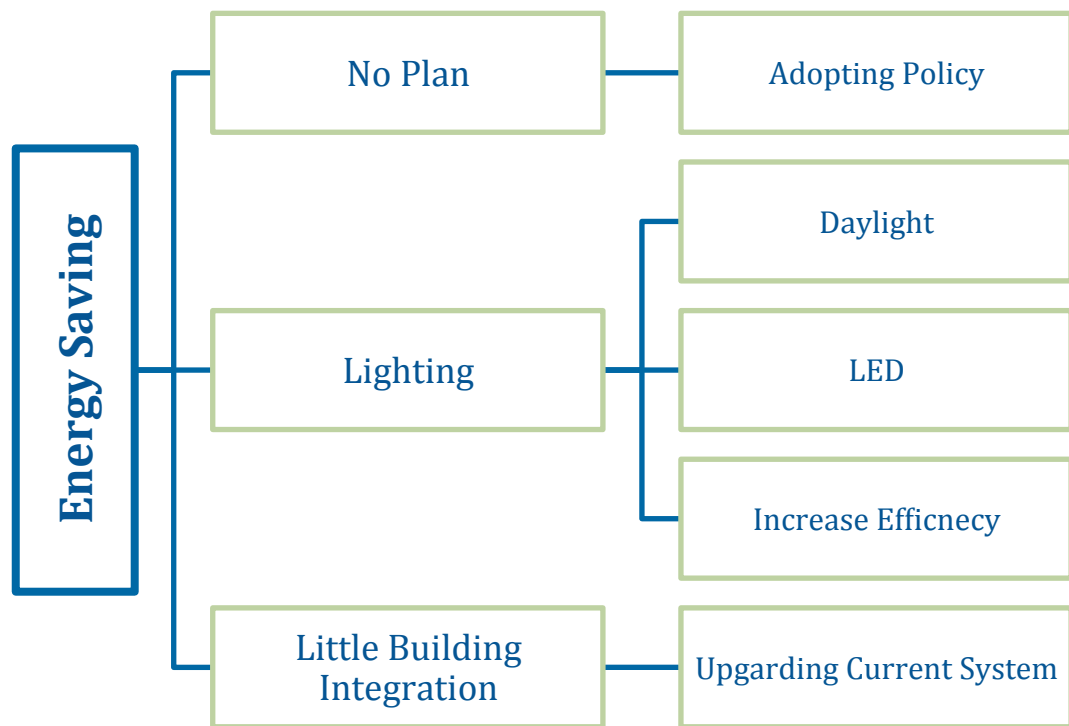 Energy Saving
No Plan
Adopting Policy
Lighting
Daylight
LED
Increase Efficnecy
Little Building
Integration
Upgarding Current System